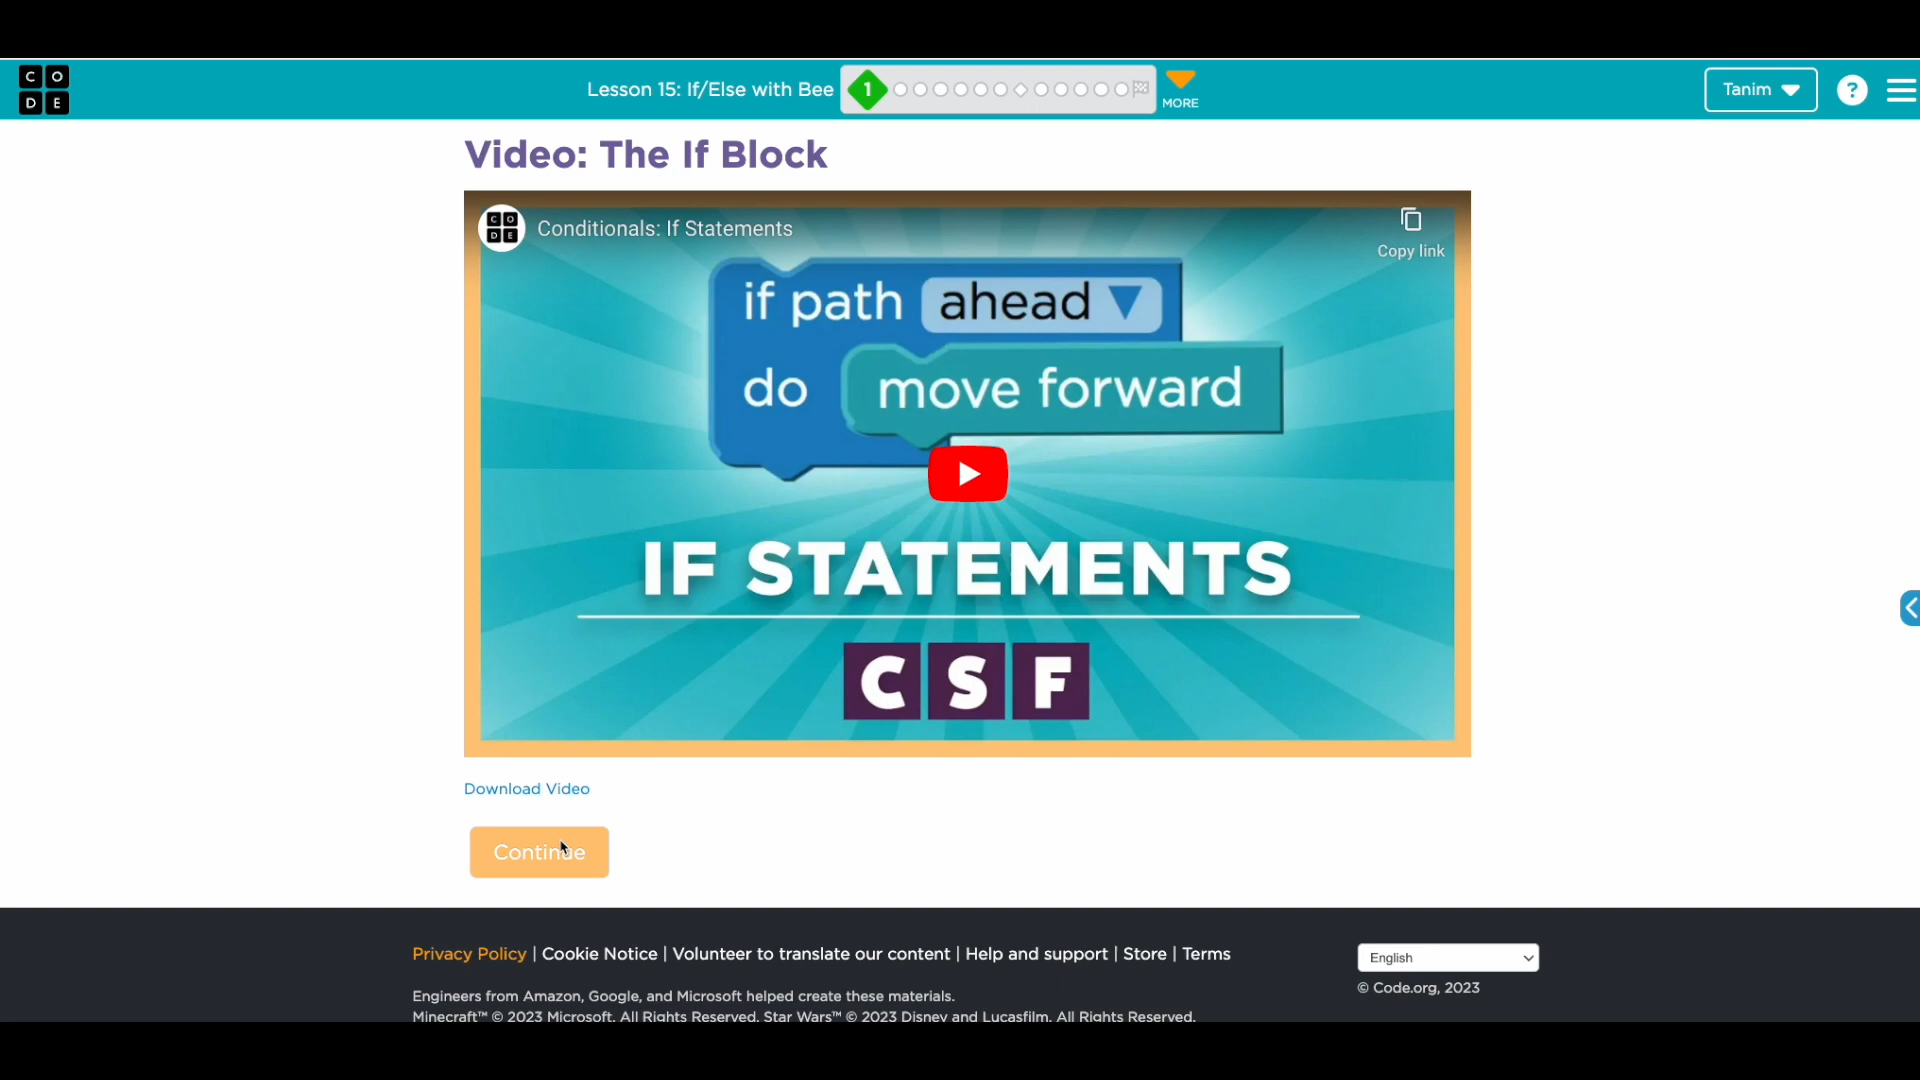 C O
D E
Lesson 15: If/Else with Bee
1
MORE
Tanim
?
Video: The If Block
C O
D E
Conditionals: If Statements
Copy link
if path ahead
do move forward
IF STATEMENTS
C S F
Download Video
Continue
Privacy Policy | Cookie Notice | Volunteer to translate our content | Help and support | Store | Terms
English
© Code.org, 2023
Engineers from Amazon, Google, and Microsoft helped create these materials.
Minecraft™ © 2023 Microsoft. All Rights Reserved. Star Wars™ © 2023 Disney and Lucasfilm. All Rights Reserved.